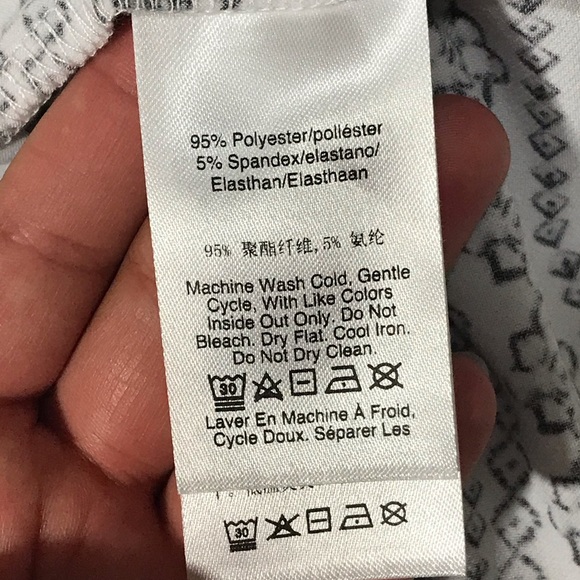 95% Polyester/poliéster
5% Spandex/elastano/
Elasthan/Elasthaan
95% 聚酯纤维, 5% 氨纶
Machine Wash Cold, Gentle
Cycle, With Like Colors
Inside Out Only. Do Not
Bleach. Dry Flat. Cool Iron.
Do Not Dry Clean.
30
Laver En Machine À Froid,
Cycle Doux. Séparer Les
30